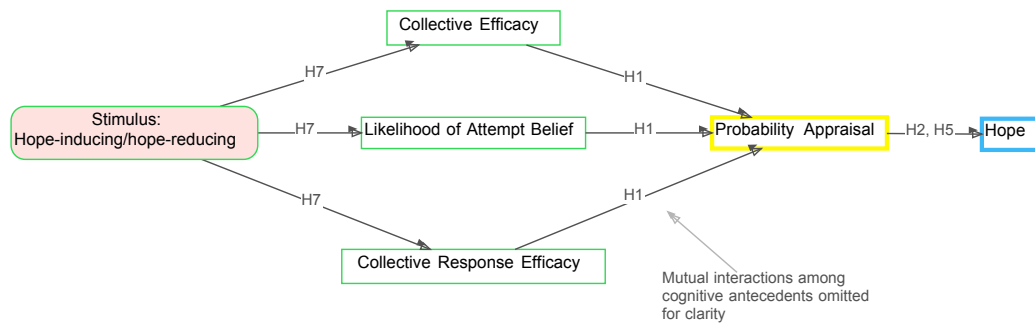 Collective Efficacy
H7
H1
Stimulus:
Hope-inducing/hope-reducing
H7
Likelihood of Attempt Belief
H1
Probability Appraisal
H2, H5
Hope
H7
H1
Collective Response Efficacy
Mutual interactions among
cognitive antecedents omitted
for clarity